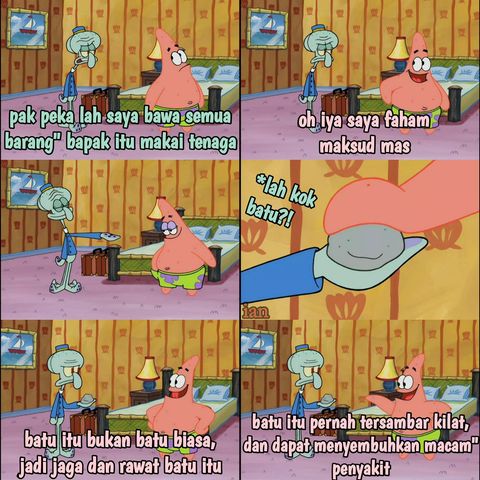 pak peka lah saya bawa semua
barang" bapak itu makai tenaga
oh iya saya faham
maksud mas
*lah kok
batu?!
ian
batu itu bukan batu biasa,
jadi jaga dan rawat batu itu
batu itu pernah tersambar kilat,
dan dapat menyembuhkan macam"
penyakit